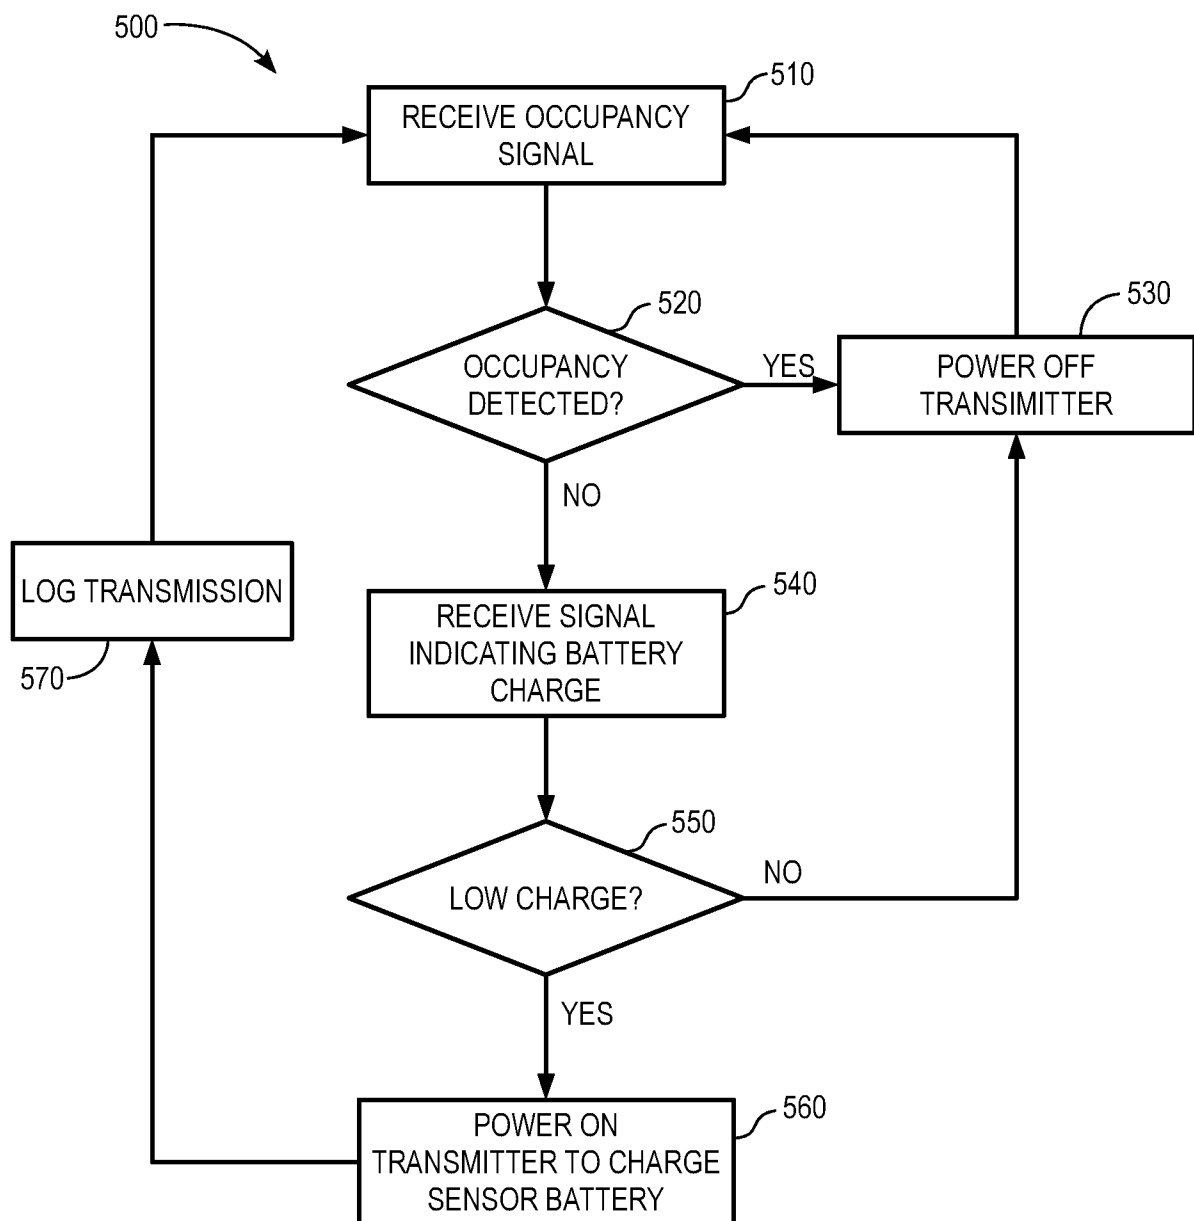 500
510
RECEIVE OCCUPANCY
SIGNAL
520
OCCUPANCY
DETECTED?
YES
530
POWER OFF
TRANSIMITTER
NO
LOG TRANSMISSION
570
540
RECEIVE SIGNAL
INDICATING BATTERY
CHARGE
550
LOW CHARGE?
NO
YES
560
POWER ON
TRANSMITTER TO CHARGE
SENSOR BATTERY